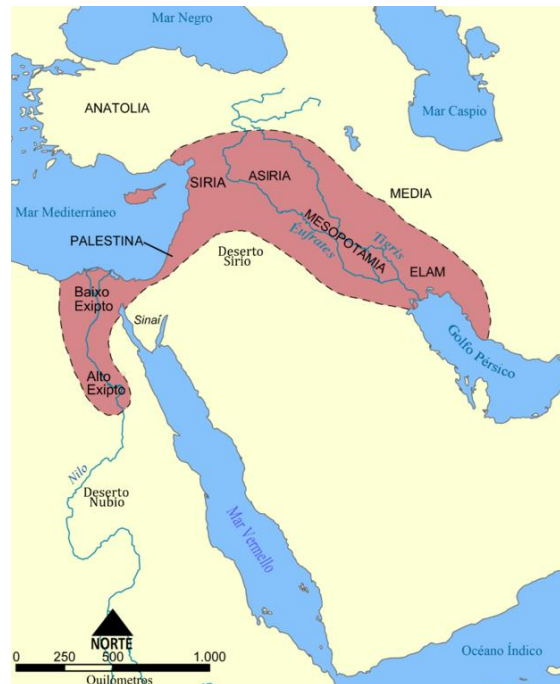 Mar Negro
Mar Caspio
ANATOLIA
SIRIA
ASIRIA
MEDIA
Mar Mediterráneo
MESOPOTAMIA
Tigris
Éufrates
PALESTINA
Deserto
Sirio
ELAM
Baixo
Exipto
Sinaí
Golfo Pérsico
Alto
Exipto
Nilo
Deserto
Nubio
Mar Vermello
NORTE
0 250 500 1.000
Quilómetros
Océano Índico